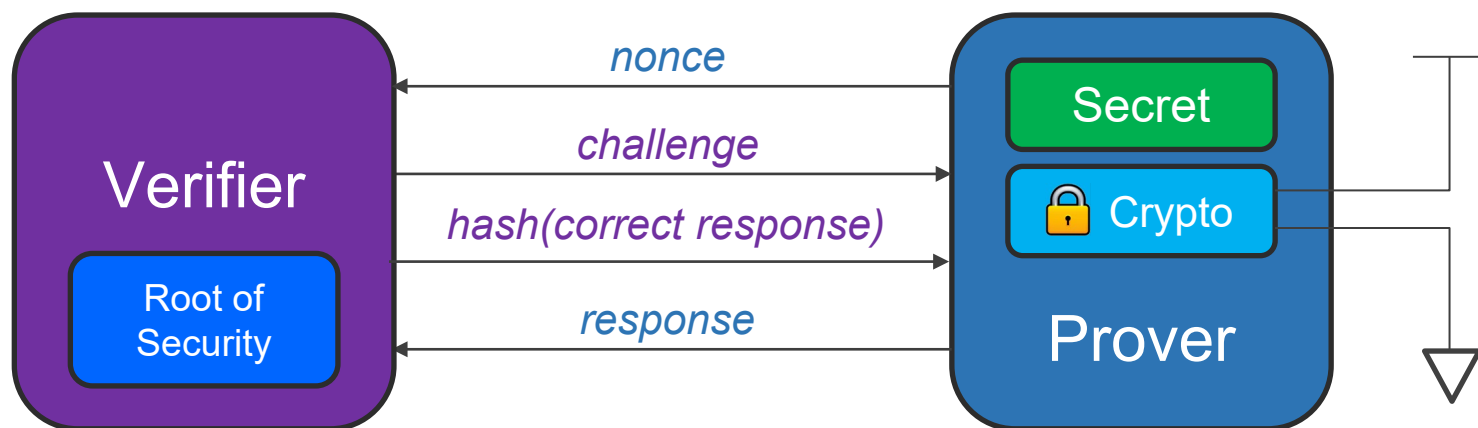 nonce
Secret
challenge
Verifier
Crypto
hash(correct response)
Root of
Security
response
Prover